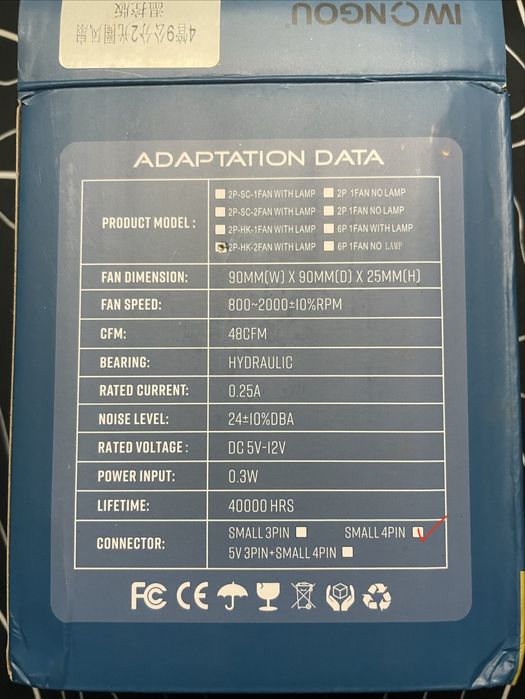 IWONGOU
4管9公分2光圈风扇
温控版
ADAPTATION DATA
PRODUCT MODEL :
2P-SC-1FAN WITH LAMP 2P 1FAN NO LAMP
2P-SC-2FAN WITH LAMP 2P 1FAN NO LAMP
2P-HK-1FAN WITH LAMP 6P 1FAN WITH LAMP
2P-HK-2FAN WITH LAMP 6P 1FAN NO LAMP
FAN DIMENSION: 90MM(W) X 90MM(D) X 25MM(H)
FAN SPEED: 800~2000±10%RPM
CFM: 48CFM
BEARING: HYDRAULIC
RATED CURRENT: 0.25A
NOISE LEVEL: 24±10%DBA
RATED VOLTAGE : DC 5V-12V
POWER INPUT: 0.3W
LIFETIME: 40000 HRS
CONNECTOR:
SMALL 3PIN SMALL 4PIN
5V 3PIN+SMALL 4PIN
FC CE